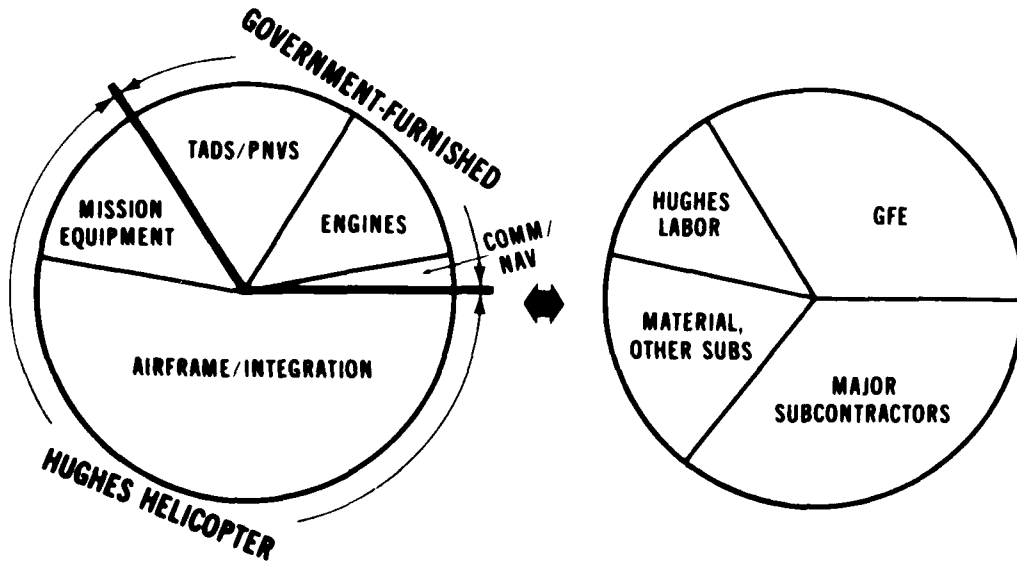 GOVERNMENT-FURNISHED
TADS/PNVS
MISSION
EQUIPMENT
ENGINES
COMM/
NAV
AIRFRAME/INTEGRATION
HUGHES HELICOPTER
HUGHES
LABOR
GFE
MATERIAL,
OTHER SUBS
MAJOR
SUBCONTRACTORS